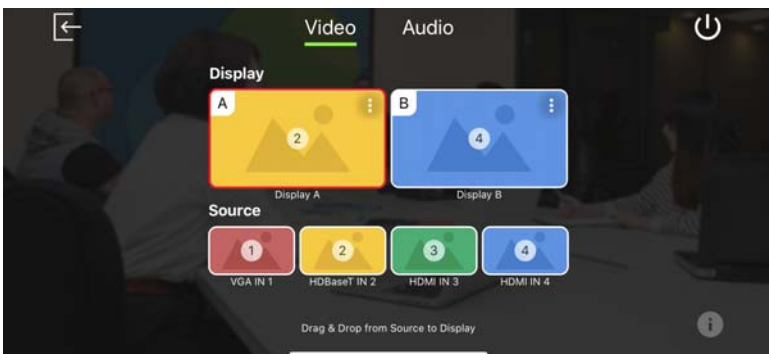 Video
Audio
Display
A
2
B
4
Display A
Display B
Source
1
2
3
4
VGA IN 1
HDBaseT IN 2
HDMI IN 3
HDMI IN 4
Drag & Drop from Source to Display
i